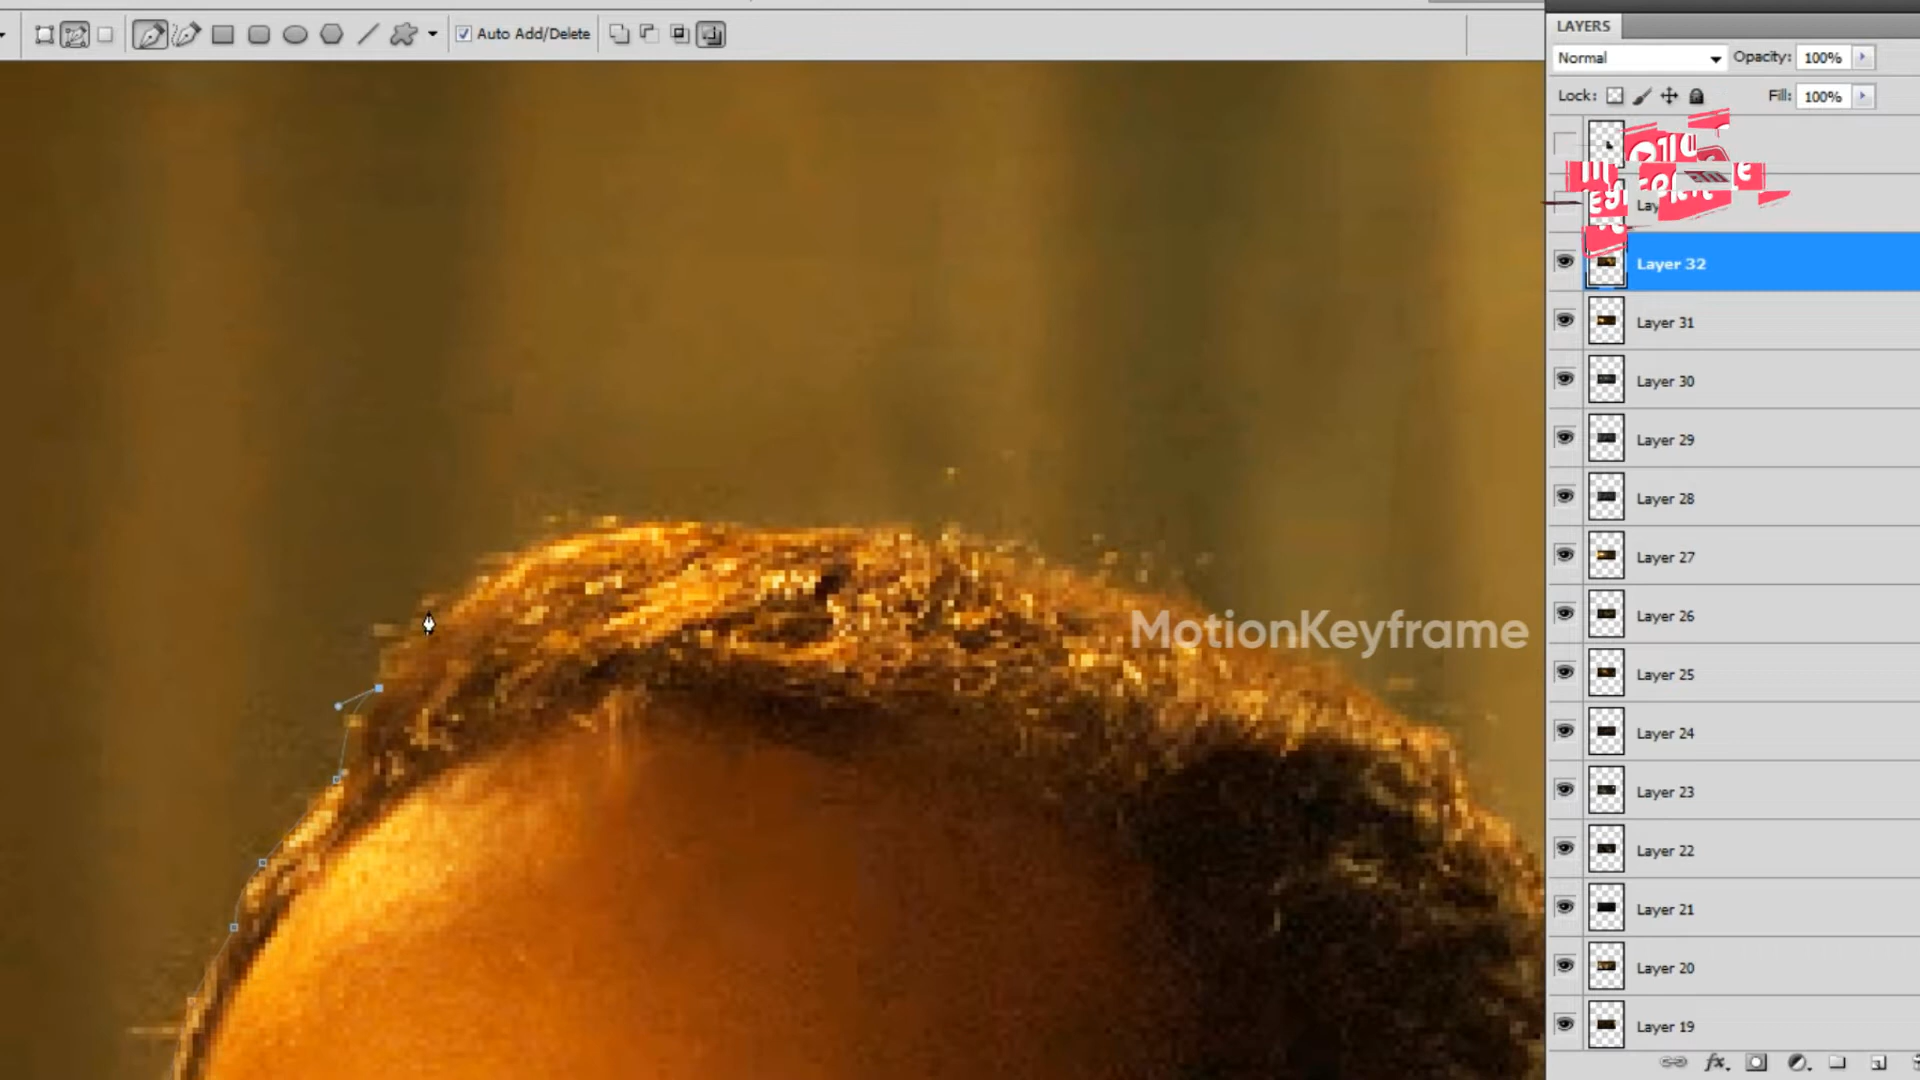 Auto Add/Delete
LAYERS
Normal
Opacity: 100%
Lock:
Fill: 100%
Lay
Layer 32
Layer 31
Layer 30
Layer 29
Layer 28
Layer 27
Layer 26
MotionKeyframe
Layer 25
Layer 24
Layer 23
Layer 22
Layer 21
Layer 20
Layer 19
fx